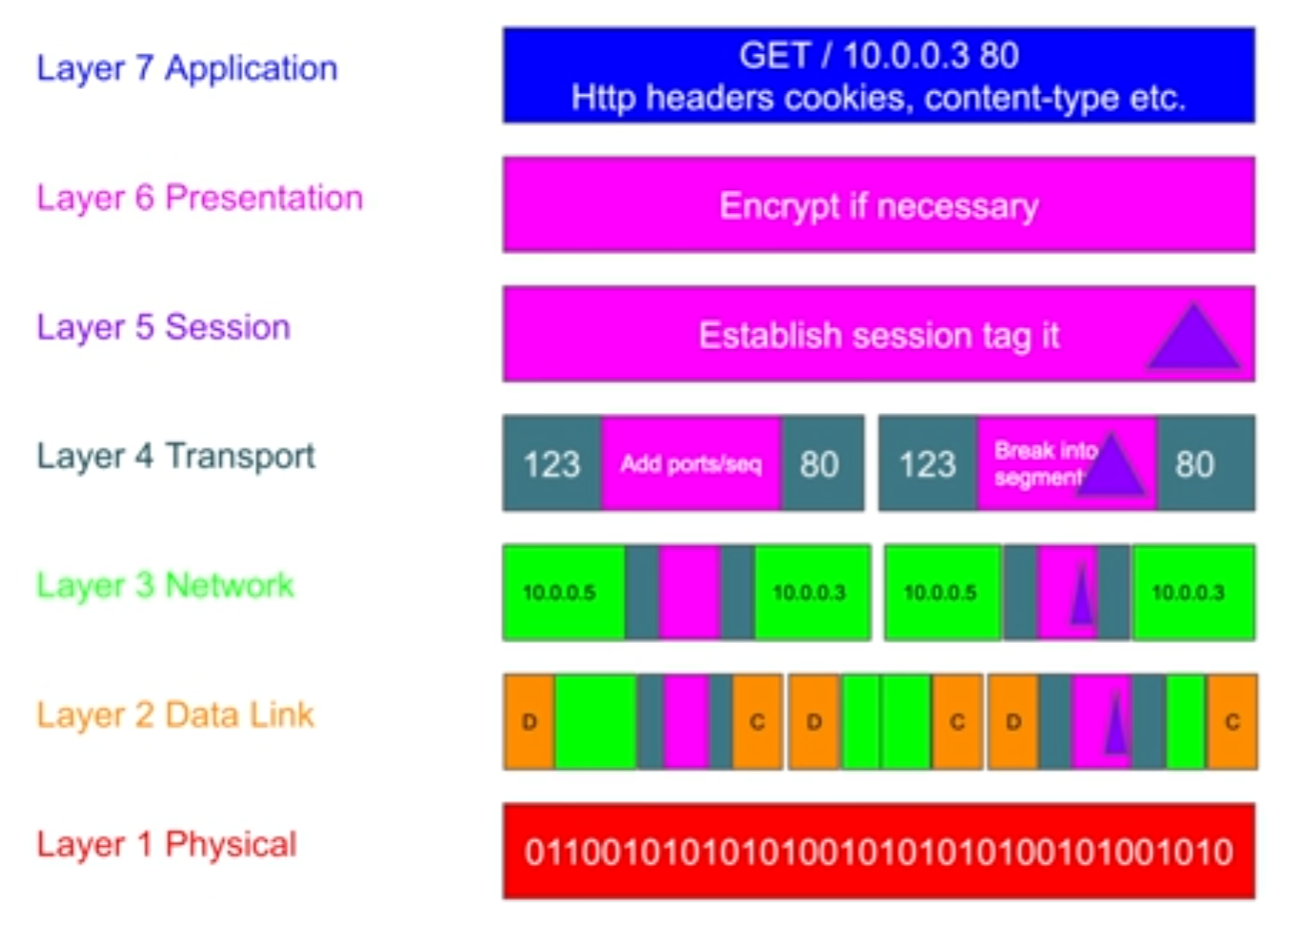 Layer 7 Application
GET / 10.0.0.3 80
Http headers cookies, content-type etc.
Layer 6 Presentation
Encrypt if necessary
Layer 5 Session
Establish session tag it
Layer 4 Transport
123 Add ports/seq 80 123 Break into 80
segment
Layer 3 Network
10.0.0.5 10.0.0.3 10.0.0.5 10.0.0.3
Layer 2 Data Link
D C D C D C
Layer 1 Physical
011001010101010010101010100101001010